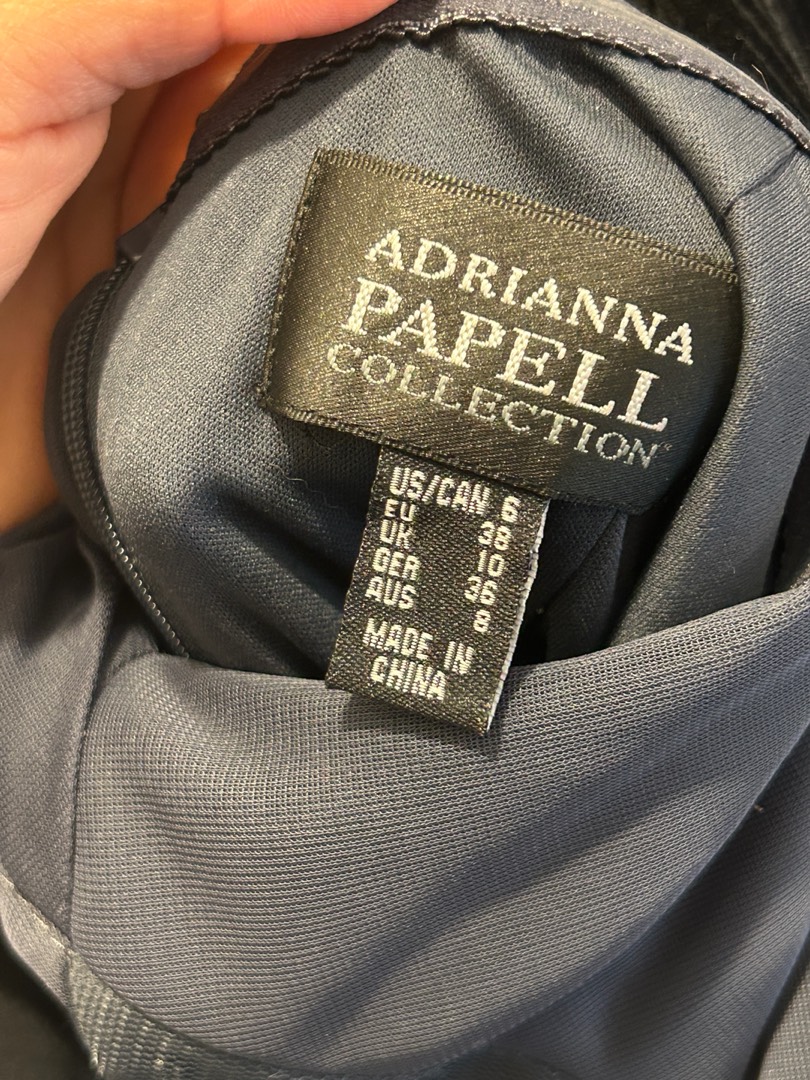 ADRIANNA
PAPELL
COLLECTION
US/CAN 6
EU 38
UK 10
GER 36
AUS 8
MADE IN
CHINA